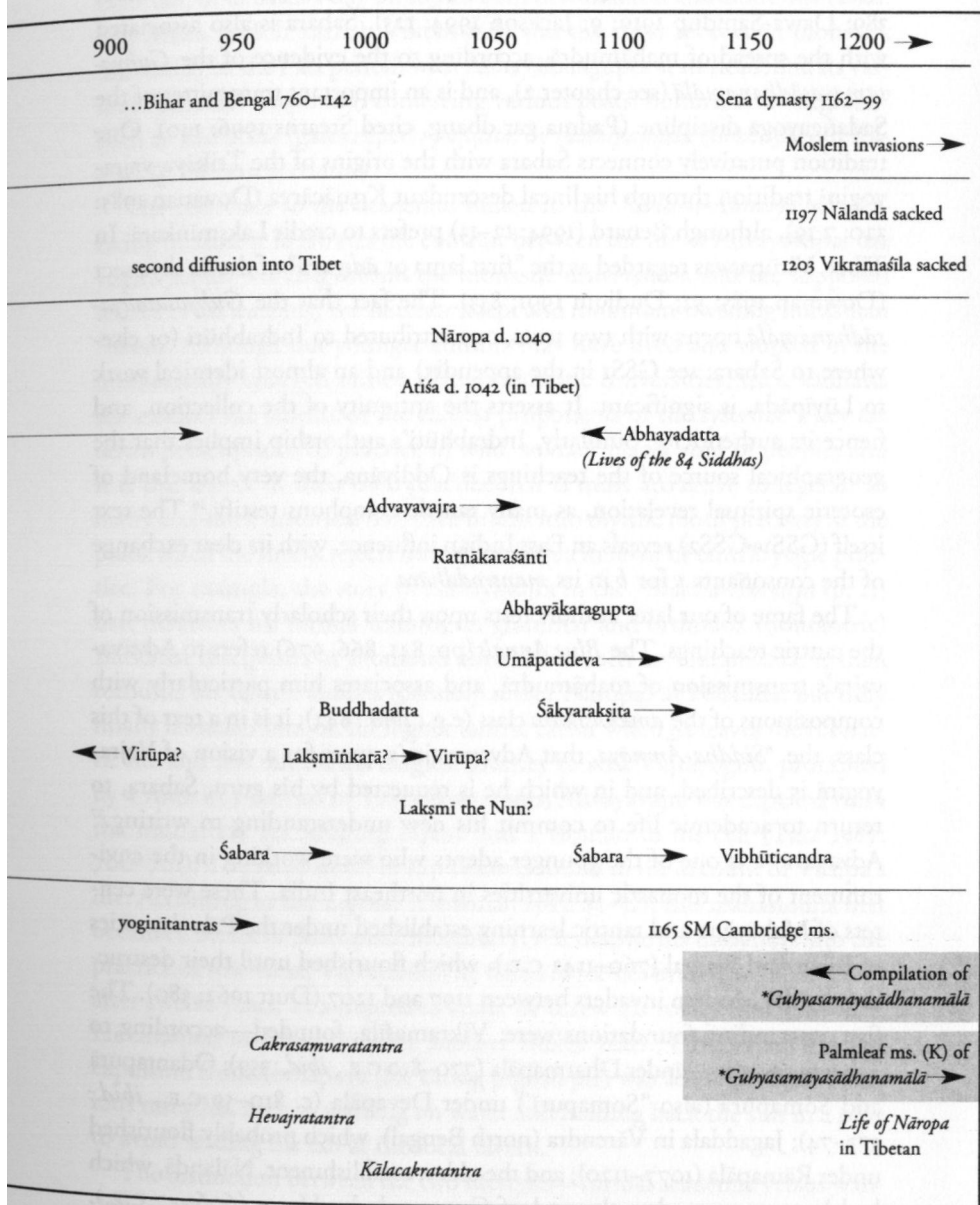 900 950 1050 1100 1150 1200
…Bihar and Bengal 760–1142 Sena dynasty 1162–99
Moslem invasions
1197 Nālandā sacked
second diffusion into Tibet 1203 Vikramaśīla sacked
Nāropa d. 1040
Atiśa d. 1042 (in Tibet)
Abhayadatta
(Lives of the 84 Siddhas)
Advayavajra
Ratnākaraśānti
Abhayākaragupta
Umāpatideva
Buddhadatta Śākyarakṣita
Virūpa? Lakṣmīṅkarā? Virūpa?
Lakṣmī the Nun?
Śabara Śabara Vibhūticandra
yoginītantras 1165 SM Cambridge ms.
Compilation of
*Guhyasamayasādhanamālā
Cakrasaṃvaratantra Palmleaf ms. (K) of
*Guhyasamayasādhanamālā
Hevajratantra Life of Nāropa
in Tibetan
Kālacakratantra